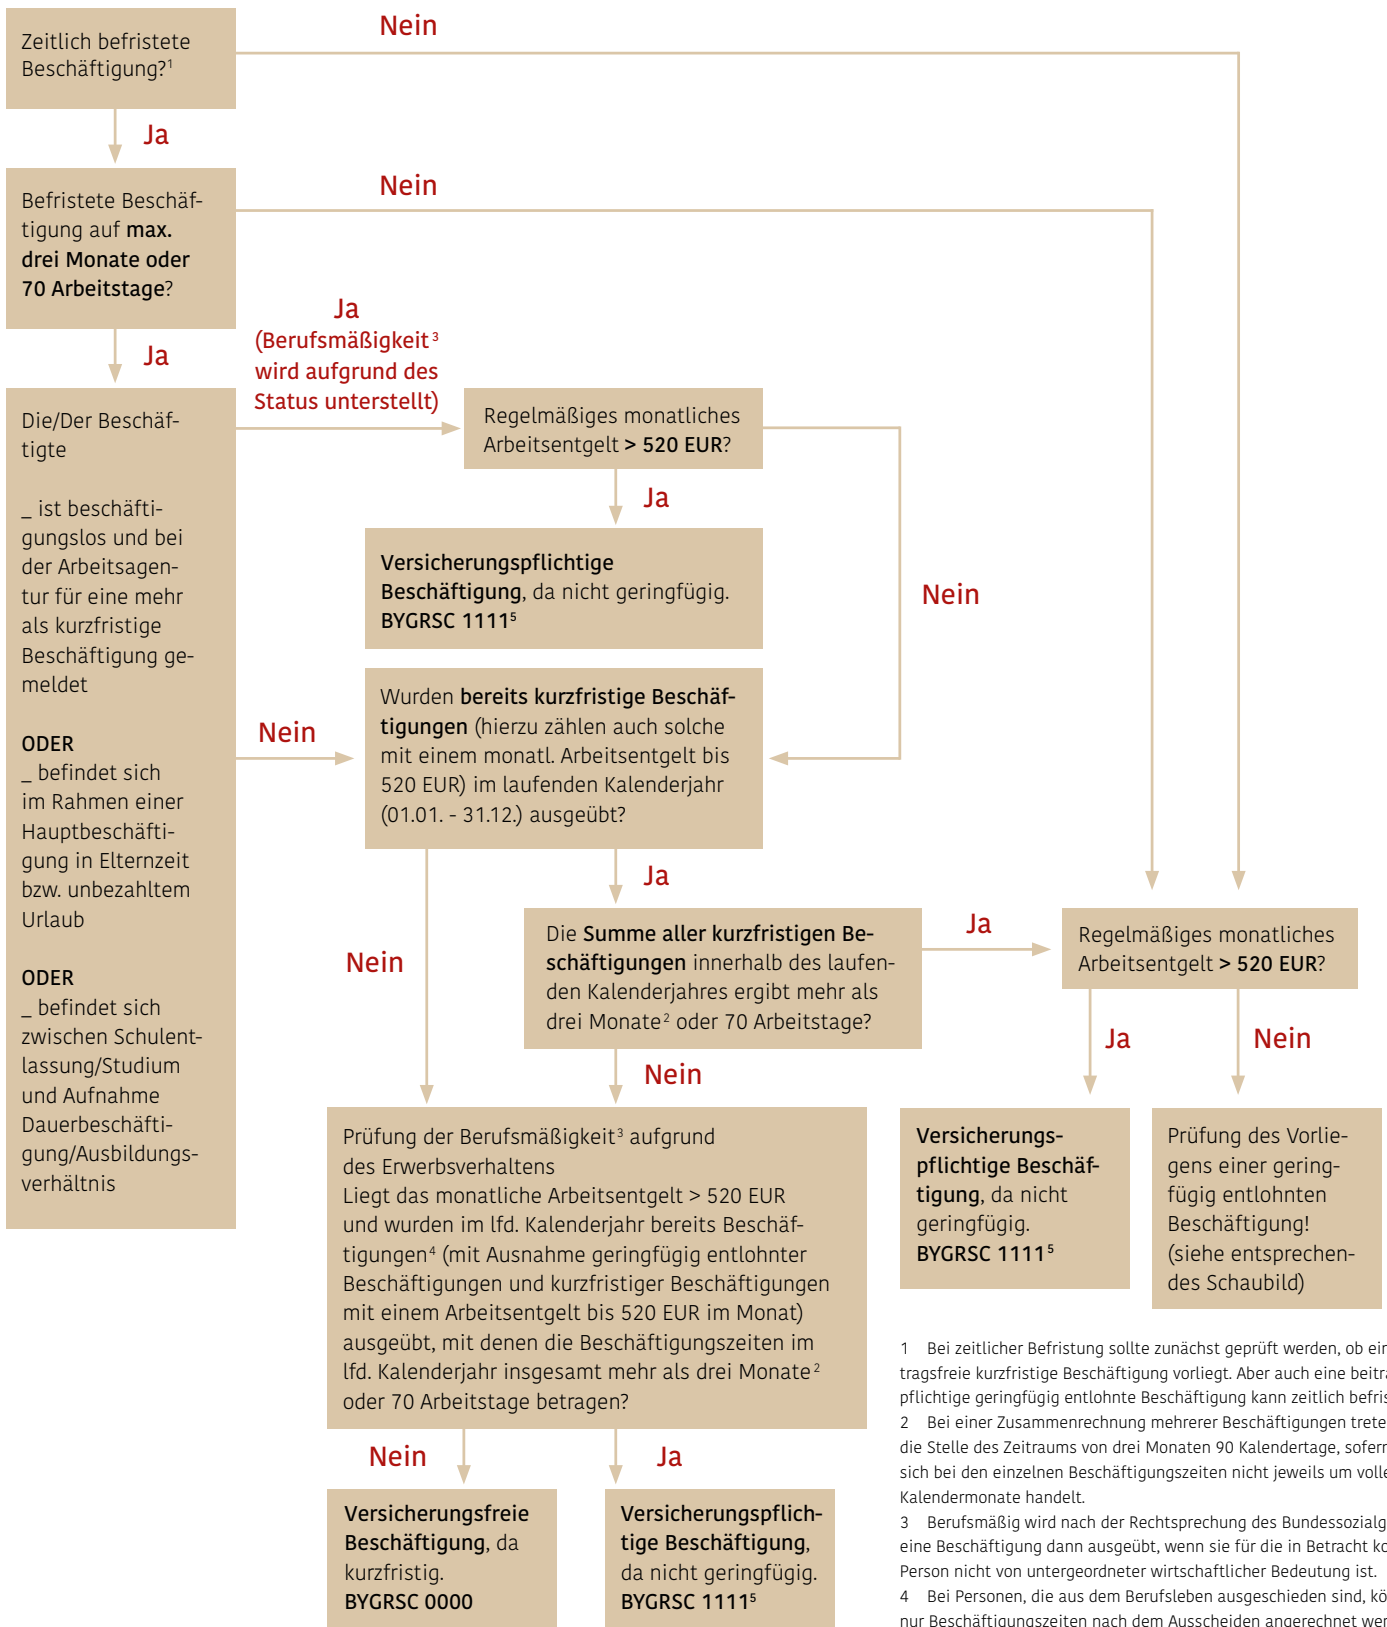 Zeitlich befristete
Beschäftigung?¹
Nein
Ja
Befristete Beschäf-
tigung auf max.
drei Monate oder
70 Arbeitstage?
Nein
Ja
Die/Der Beschäf-
tigte
_ ist beschäfti-
gungslos und bei
der Arbeitsagen-
tur für eine mehr
als kurzfristige
Beschäftigung ge-
meldet
ODER
_ befindet sich
im Rahmen einer
Hauptbeschäfti-
gung in Elternzeit
bzw. unbezahltem
Urlaub
ODER
_ befindet sich
zwischen Schulent-
lassung/Studium
und Aufnahme
Dauerbeschäfti-
gung/Ausbildungs-
verhältnis
Ja
(Berufsmäßigkeit³
wird aufgrund des
Status unterstellt)
Regelmäßiges monatliches
Arbeitsentgelt > 520 EUR?
Ja
Nein
Versicherungspflichtige
Beschäftigung, da nicht geringfügig.
BYGRSC 1111⁵
Nein
Wurden bereits kurzfristige Beschäf-
tigungen (hierzu zählen auch solche
mit einem monatl. Arbeitsentgelt bis
520 EUR) im laufenden Kalenderjahr
(01.01. - 31.12.) ausgeübt?
Ja
Nein
Die Summe aller kurzfristigen Be-
schäftigungen innerhalb des laufen-
den Kalenderjahres ergibt mehr als
drei Monate² oder 70 Arbeitstage?
Ja
Nein
Regelmäßiges monatliches
Arbeitsentgelt > 520 EUR?
Ja
Nein
Prüfung der Berufsmäßigkeit³ aufgrund
des Erwerbsverhaltens
Liegt das monatliche Arbeitsentgelt > 520 EUR
und wurden im lfd. Kalenderjahr bereits Beschäf-
tigungen⁴ (mit Ausnahme geringfügig entlohnter
Beschäftigungen und kurzfristiger Beschäftigungen
mit einem Arbeitsentgelt bis 520 EUR im Monat)
ausgeübt, mit denen die Beschäftigungszeiten im
lfd. Kalenderjahr insgesamt mehr als drei Monate²
oder 70 Arbeitstage betragen?
Nein
Ja
Versicherungsfreie
Beschäftigung, da
kurzfristig.
BYGRSC 0000
Versicherungspflich-
tige Beschäftigung,
da nicht geringfügig.
BYGRSC 1111⁵
Versicherungs-
pflichtige Beschäf-
tigung, da nicht
geringfügig.
BYGRSC 1111⁵
Prüfung des Vorlie-
gens einer gering-
fügig entlohnten
Beschäftigung!
(siehe entsprechen-
des Schaubild)
1 Bei zeitlicher Befristung sollte zunächst geprüft werden, ob
tragsfreie kurzfristige Beschäftigung vorliegt. Aber auch eine
pflichtige geringfügig entlohnte Beschäftigung kann zeitlich
2 Bei einer Zusammenrechnung mehrerer Beschäftigungen
die Stelle des Zeitraums von drei Monaten 90 Kalendertage, sofern
sich bei den einzelnen Beschäftigungszeiten nicht jeweils um
Kalendermonate handelt.
3 Berufsmäßig wird nach der Rechtsprechung des
eine Beschäftigung dann ausgeübt, wenn sie für die in Betracht
Person nicht von untergeordneter wirtschaftlicher Bedeutung ist.
4 Bei Personen, die aus dem Berufsleben ausgeschieden sind,
nur Beschäftigungszeiten nach dem Ausscheiden angerechnet